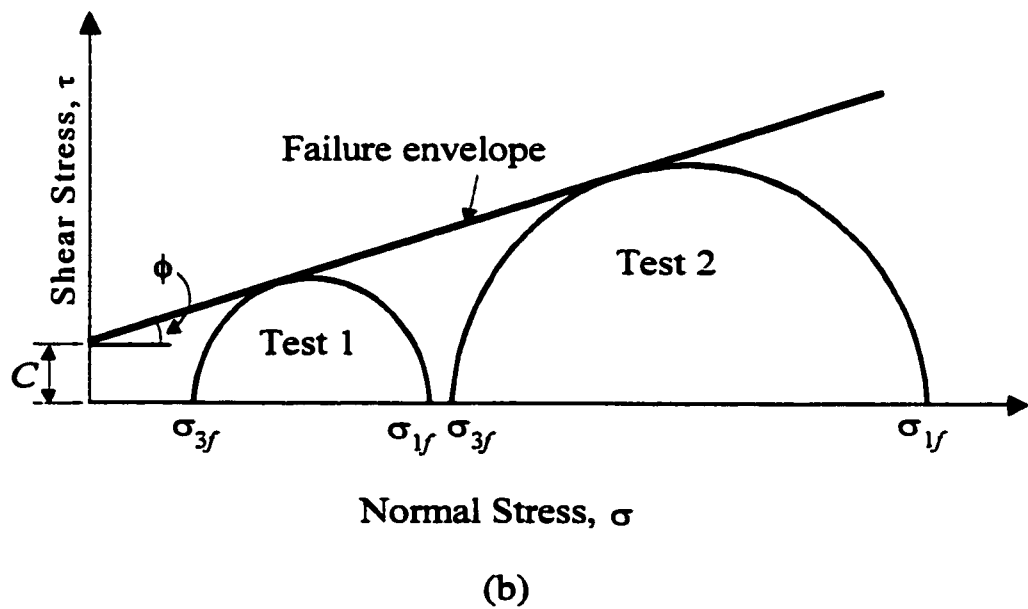 Shear Stress, τ
Failure envelope
ϕ
Test 2
Test 1
C
σ3f
σ1f
σ3f
σ1f
Normal Stress, σ
(b)